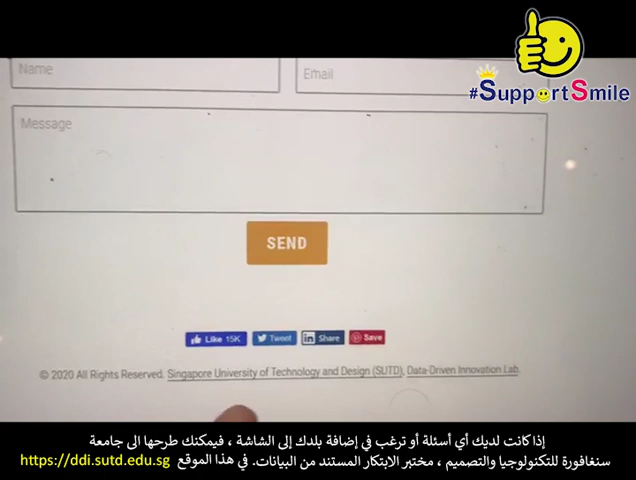 #SupportSmile
Name
Email
Message
SEND
Like 15K
Tweet
Share
Save
© 2020 All Rights Reserved. Singapore University of Technology and Design (SUTD), Data-Driven Innovation Lab.
إذا كانت لديك أي أسئلة أو ترغب في إضافة بلدك إلى الشاشة ، فيمكنك طرحها الى جامعة
سنغافورة للتكنولوجيا والتصميم ، مختبر الابتكار المستند من البيانات. في هذا الموقع https://ddi.sutd.edu.sg